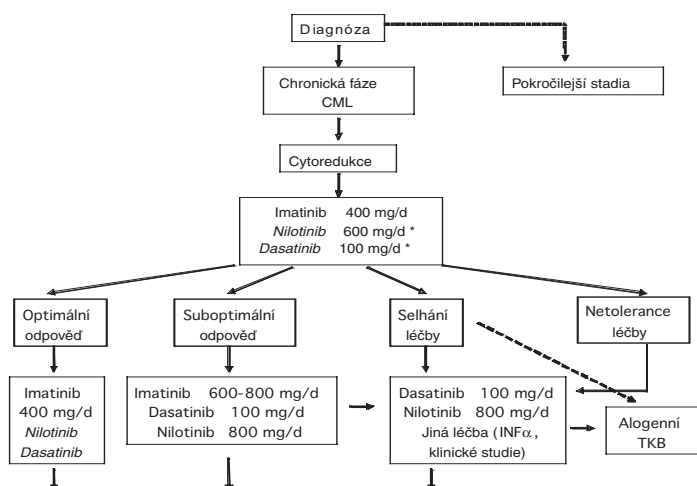 Diagnóza
Chronická fáze
CML
Pokročilejší stadia
Cytoredukce
Imatinib 400 mg/d
Nilotinib 600 mg/d *
Dasatinib 100 mg/d *
Optimální
odpověď
Suboptimální
odpověď
Selhání
léčby
Netolerance
léčby
Imatinib
400 mg/d
Nilotinib
Dasatinib
Imatinib 600-800 mg/d
Dasatinib 100 mg/d
Nilotinib 800 mg/d
Dasatinib 100 mg/d
Nilotinib 800 mg/d
Jiná léčba (INFα,
klinické studie)
Alogenní
TKB